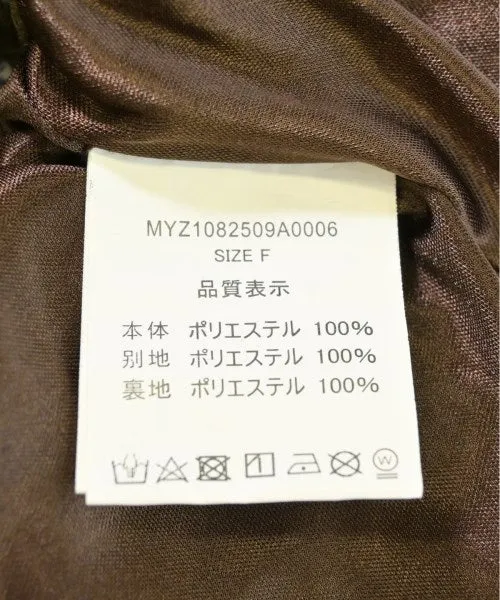 MYZ1082509A0006
SIZE F
品質表示
本体 ポリエステル 100%
別地 ポリエステル 100%
裏地 ポリエステル 100%
W